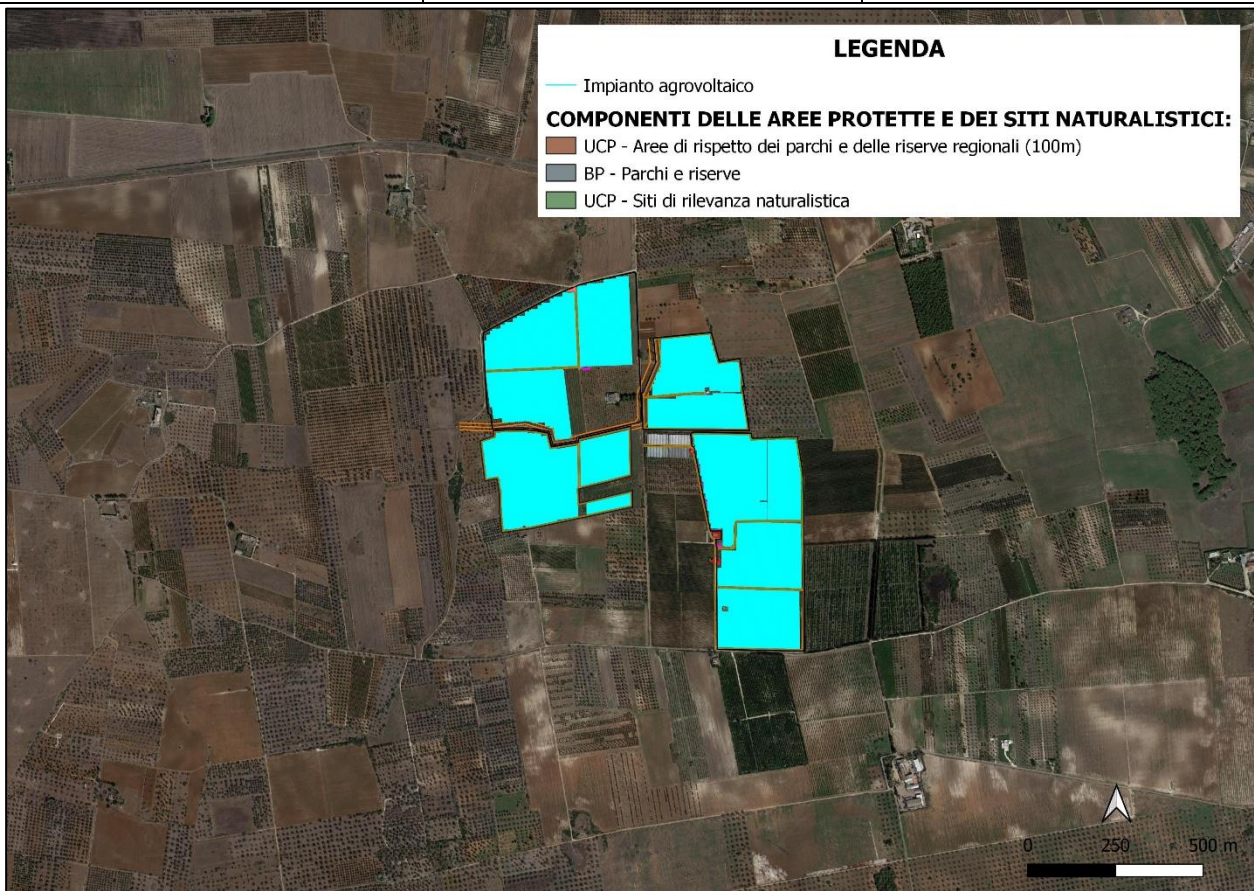 LEGENDA
Impianto agrovoltaico
COMPONENTI DELLE AREE PROTETTE E DEI SITI NATURALISTICI:
UCP - Aree di rispetto dei parchi e delle riserve regionali (100m)
BP - Parchi e riserve
UCP - Siti di rilevanza naturalistica
0 250 500 m